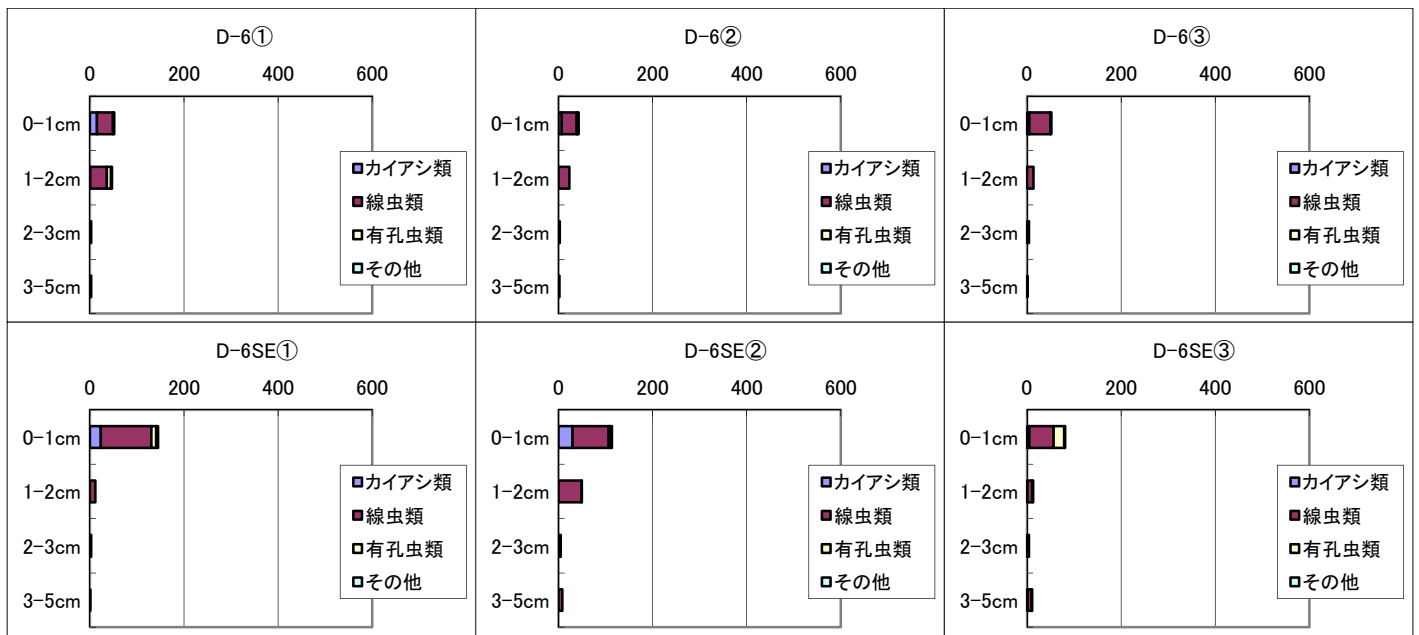 D-6①
0 200 400 600
0-1cm
1-2cm
2-3cm
3-5cm
カイアシ類
線虫類
有孔虫類
その他
D-6②
0 200 400 600
0-1cm
1-2cm
2-3cm
3-5cm
カイアシ類
線虫類
有孔虫類
その他
D-6③
0 200 400 600
0-1cm
1-2cm
2-3cm
3-5cm
カイアシ類
線虫類
有孔虫類
その他
D-6SE①
0 200 400 600
0-1cm
1-2cm
2-3cm
3-5cm
カイアシ類
線虫類
有孔虫類
その他
D-6SE②
0 200 400 600
0-1cm
1-2cm
2-3cm
3-5cm
カイアシ類
線虫類
有孔虫類
その他
D-6SE③
0 200 400 600
0-1cm
1-2cm
2-3cm
3-5cm
カイアシ類
線虫類
有孔虫類
その他